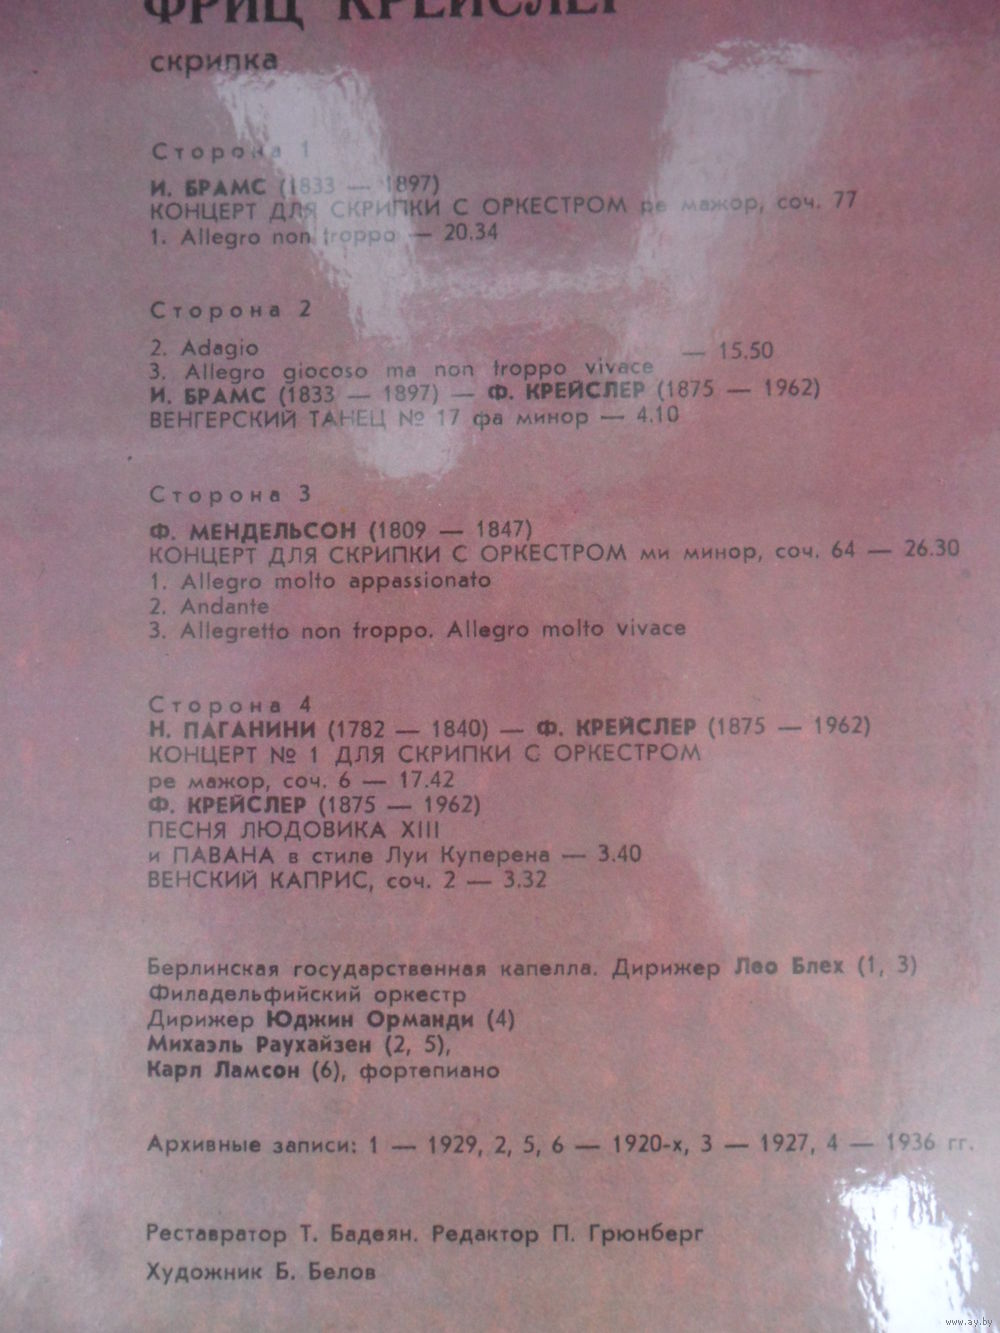 ФРИЦ КРЕЙСЛЕР
скрипка
Сторона 1
И. БРАМС (1833 — 1897)
КОНЦЕРТ ДЛЯ СКРИПКИ С ОРКЕСТРОМ ре мажор, соч. 77
1. Allegro non troppo — 20.34
Сторона 2
2. Adagio
3. Allegro giocoso ma non troppo vivace — 15.50
И. БРАМС (1833 — 1897) — Ф. КРЕЙСЛЕР (1875 — 1962)
ВЕНГЕРСКИЙ ТАНЕЦ № 17 фа минор — 4.10
Сторона 3
Ф. МЕНДЕЛЬСОН (1809 — 1847)
КОНЦЕРТ ДЛЯ СКРИПКИ С ОРКЕСТРОМ ми минор, соч. 64 — 26.30
1. Allegro molto appassionato
2. Andante
3. Allegretto non troppo. Allegro molto vivace
Сторона 4
Н. ПАГАНИНИ (1782 — 1840) — Ф. КРЕЙСЛЕР (1875 — 1962)
КОНЦЕРТ № 1 ДЛЯ СКРИПКИ С ОРКЕСТРОМ
ре мажор, соч. 6 — 17.42
Ф. КРЕЙСЛЕР (1875 — 1962)
ПЕСНЯ ЛЮДОВИКА XIII
и ПАВАНА в стиле Луи Куперена — 3.40
ВЕНСКИЙ КАПРИС, соч. 2 — 3.32
Берлинская государственная капелла. Дирижер Лео Блех (1, 3)
Филадельфийский оркестр
Дирижер Юджин Орманди (4)
Михаэль Раухайзен (2, 5),
Карл Ламсон (6), фортепиано
Архивные записи: 1 — 1929, 2, 5, 6 — 1920-х, 3 — 1927, 4 — 1936 гг.
Реставратор Т. Бадеян. Редактор П. Грюнберг
Художник Б. Белов
www.ay.by